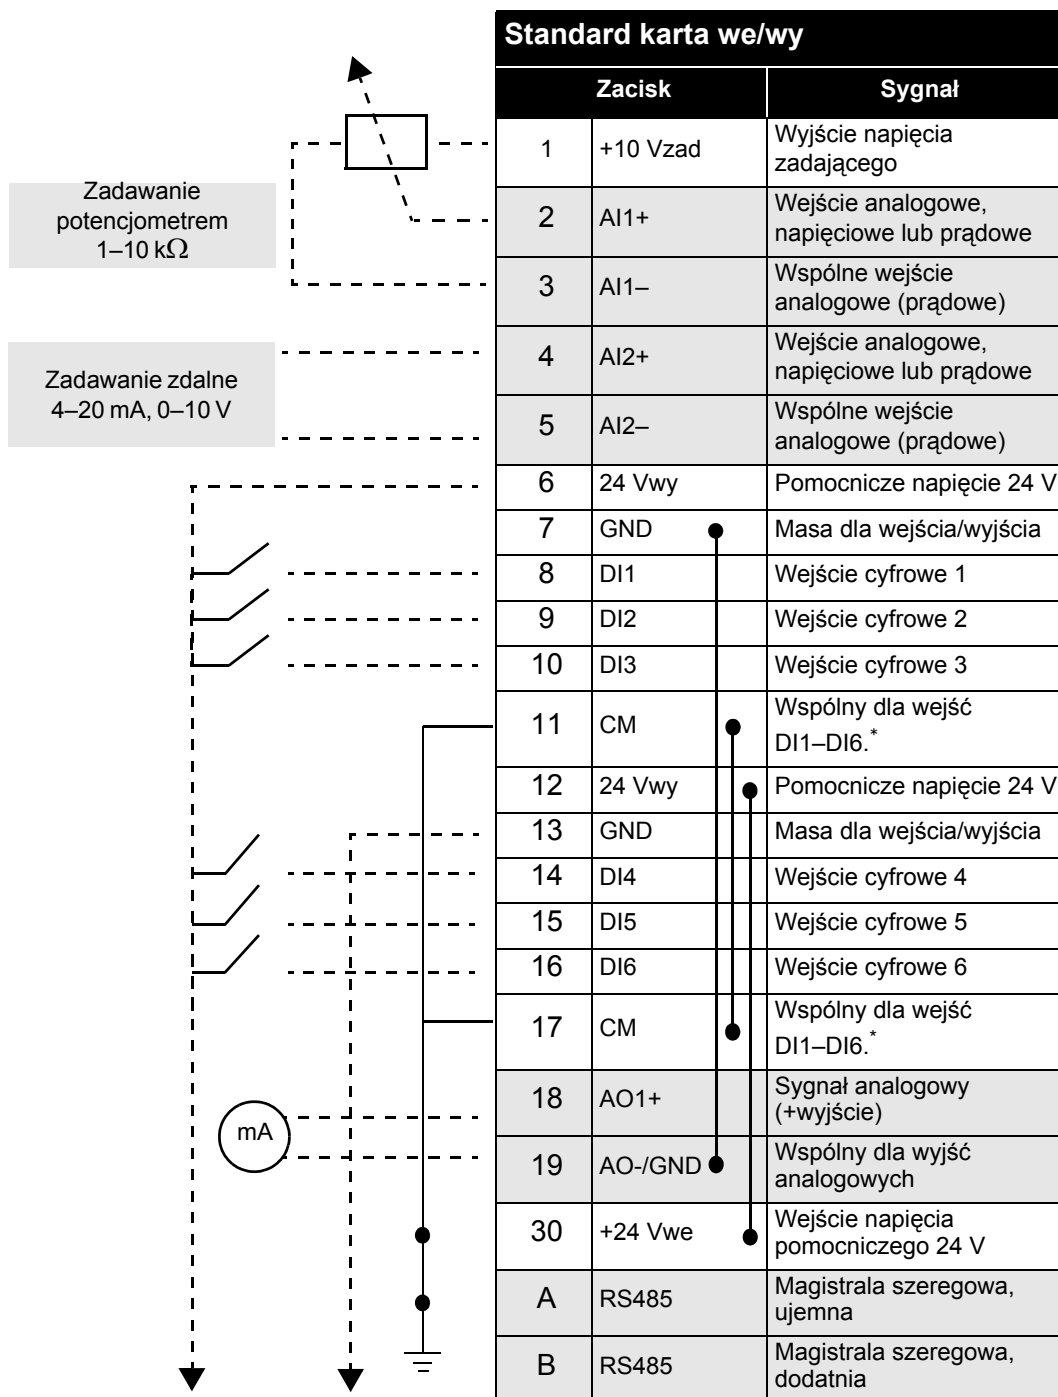 Standard karta we/wy
Zacisk Sygnał
1 +10 Vzad Wyjście napięcia
zadającego
Zadawanie
potencjometrem
1–10 kΩ
2 AI1+ Wejście analogowe,
napięciowe lub prądowe
3 AI1– Wspólne wejście
analogowe (prądowe)
Zadawanie zdalne
4–20 mA, 0–10 V
4 AI2+ Wejście analogowe,
napięciowe lub prądowe
5 AI2– Wspólne wejście
analogowe (prądowe)
6 24 Vwy Pomocnicze napięcie 24 V
7 GND Masa dla wejścia/wyjścia
8 DI1 Wejście cyfrowe 1
9 DI2 Wejście cyfrowe 2
10 DI3 Wejście cyfrowe 3
11 CM Wspólny dla wejść
DI1–DI6.*
12 24 Vwy Pomocnicze napięcie 24 V
13 GND Masa dla wejścia/wyjścia
14 DI4 Wejście cyfrowe 4
15 DI5 Wejście cyfrowe 5
16 DI6 Wejście cyfrowe 6
17 CM Wspólny dla wejść
DI1–DI6.*
mA
18 AO1+ Sygnał analogowy
(+wyjście)
19 AO-/GND Wspólny dla wyjść
analogowych
30 +24 Vwe Wejście napięcia
pomocniczego 24 V
A RS485 Magistrala szeregowa,
ujemna
B RS485 Magistrala szeregowa,
dodatnia